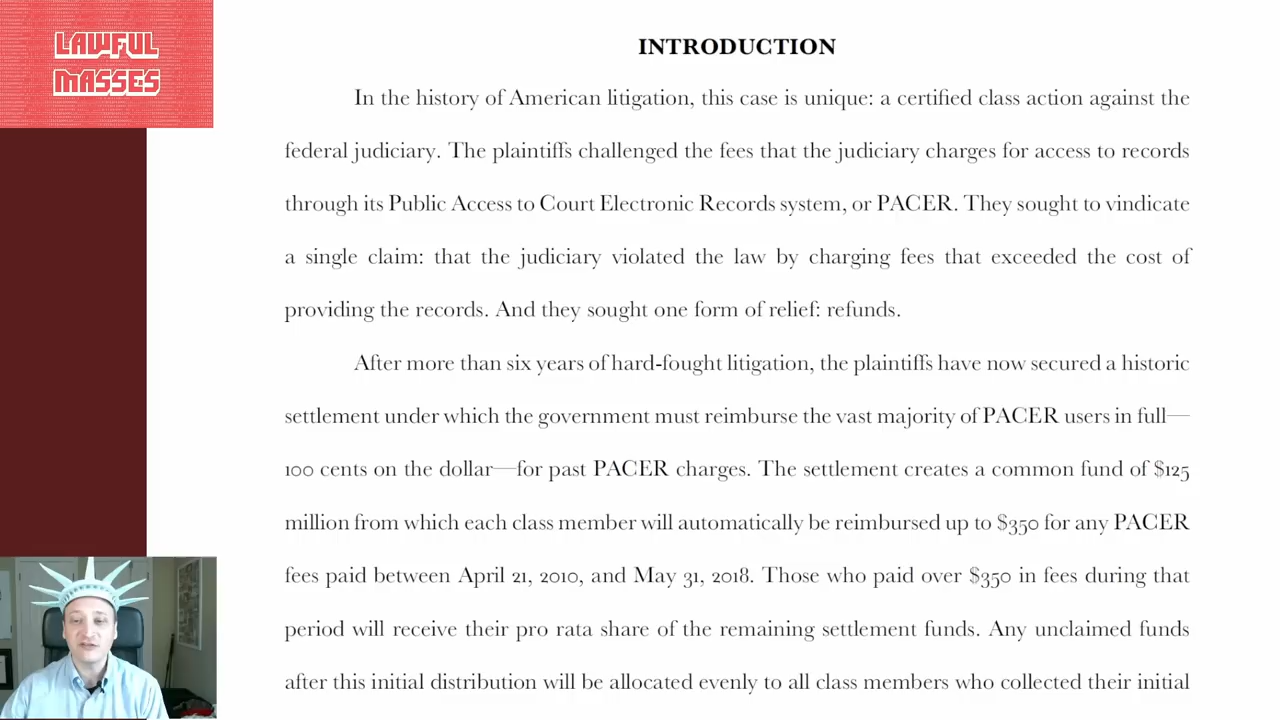 LAWFUL
MASSES
INTRODUCTION
In the history of American litigation, this case is unique: a certified class action against the
federal judiciary. The plaintiffs challenged the fees that the judiciary charges for access to records
through its Public Access to Court Electronic Records system, or PACER. They sought to vindicate
a single claim: that the judiciary violated the law by charging fees that exceeded the cost of
providing the records. And they sought one form of relief: refunds.
After more than six years of hard-fought litigation, the plaintiffs have now secured a historic
settlement under which the government must reimburse the vast majority of PACER users in full—
100 cents on the dollar—for past PACER charges. The settlement creates a common fund of $125
million from which each class member will automatically be reimbursed up to $350 for any PACER
fees paid between April 21, 2010, and May 31, 2018. Those who paid over $350 in fees during that
period will receive their pro rata share of the remaining settlement funds. Any unclaimed funds
after this initial distribution will be allocated evenly to all class members who collected their initial